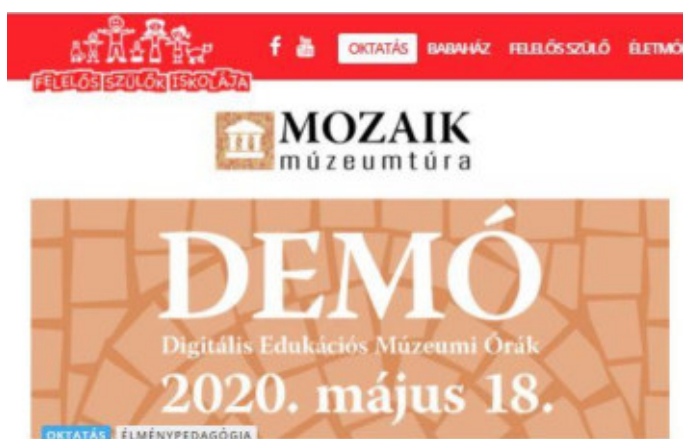 FELELŐS SZÜLŐK ISKOLÁJA
OKTATÁS BABAHÁZ FELELŐS SZÜLŐ ÉLETMÓ
MOZAIK
múzeumtúra
DEMÓ
Digitális Edukációs Múzeumi Órák
2020. május 18.
OKTATÁS ÉLMÉNYPEDAGÓGIA